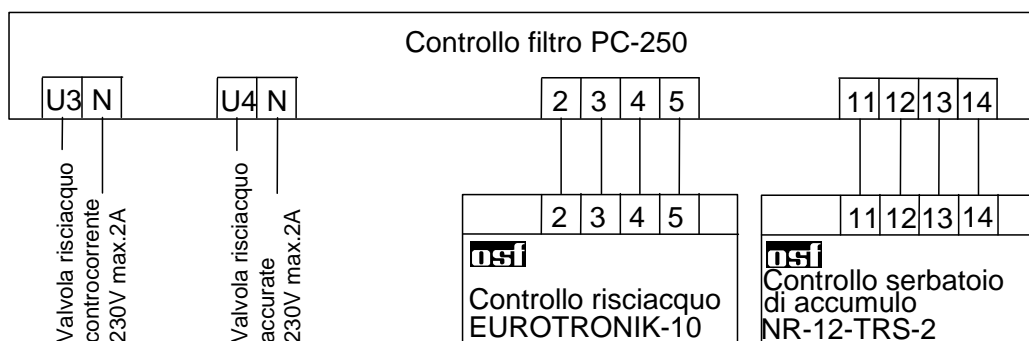 Controllo filtro PC-250
U3 N
U4 N
2 3 4 5
11 12 13 14
Valvola risciacquo
controcorrente
230V max.2A
Valvola risciacquo
accurate
230V max.2A
2 3 4 5
osf
Controllo risciacquo
EUROTRONIK-10
11 12 13 14
osf
Controllo serbatoio
di accumulo
NR-12-TRS-2